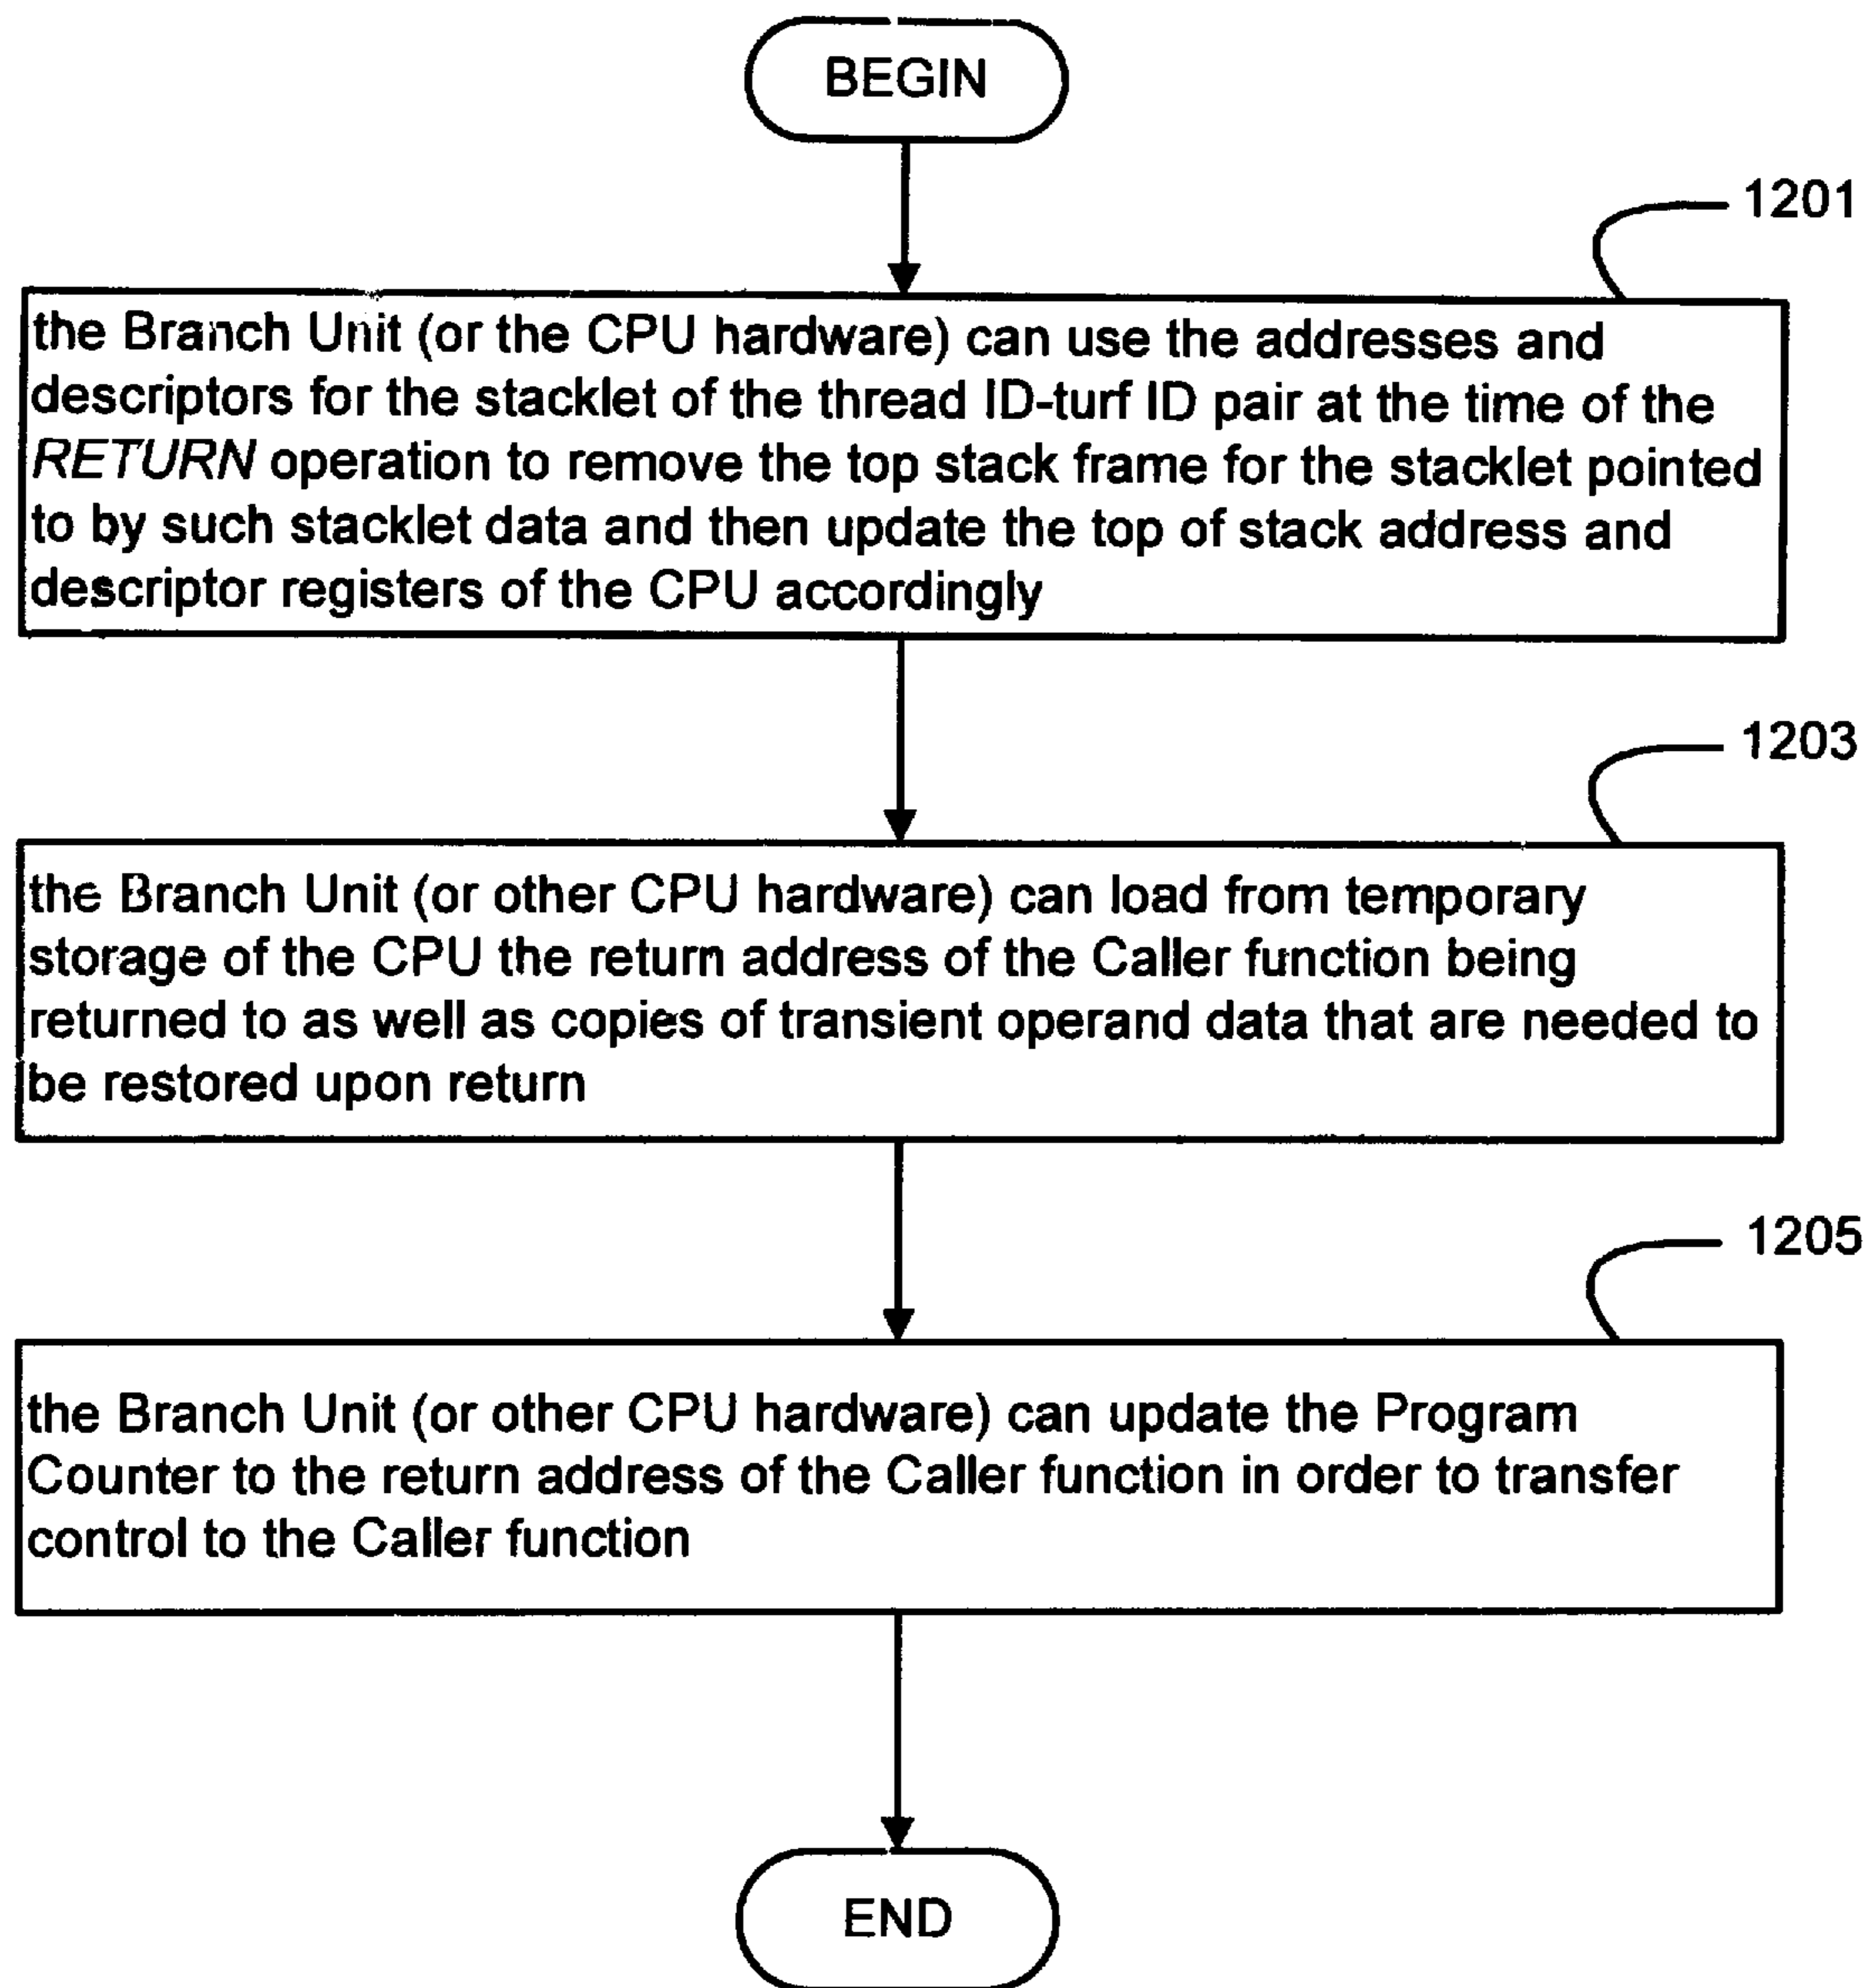 BEGIN
1201
the Branch Unit (or the CPU hardware) can use the addresses and
descriptors for the stacklet of the thread ID-turf ID pair at the time of the
RETURN operation to remove the top stack frame for the stacklet pointed
to by such stacklet data and then update the top of stack address and
descriptor registers of the CPU accordingly
1203
the Branch Unit (or other CPU hardware) can load from temporary
storage of the CPU the return address of the Caller function being
returned to as well as copies of transient operand data that are needed to
be restored upon return
1205
the Branch Unit (or other CPU hardware) can update the Program
Counter to the return address of the Caller function in order to transfer
control to the Caller function
END